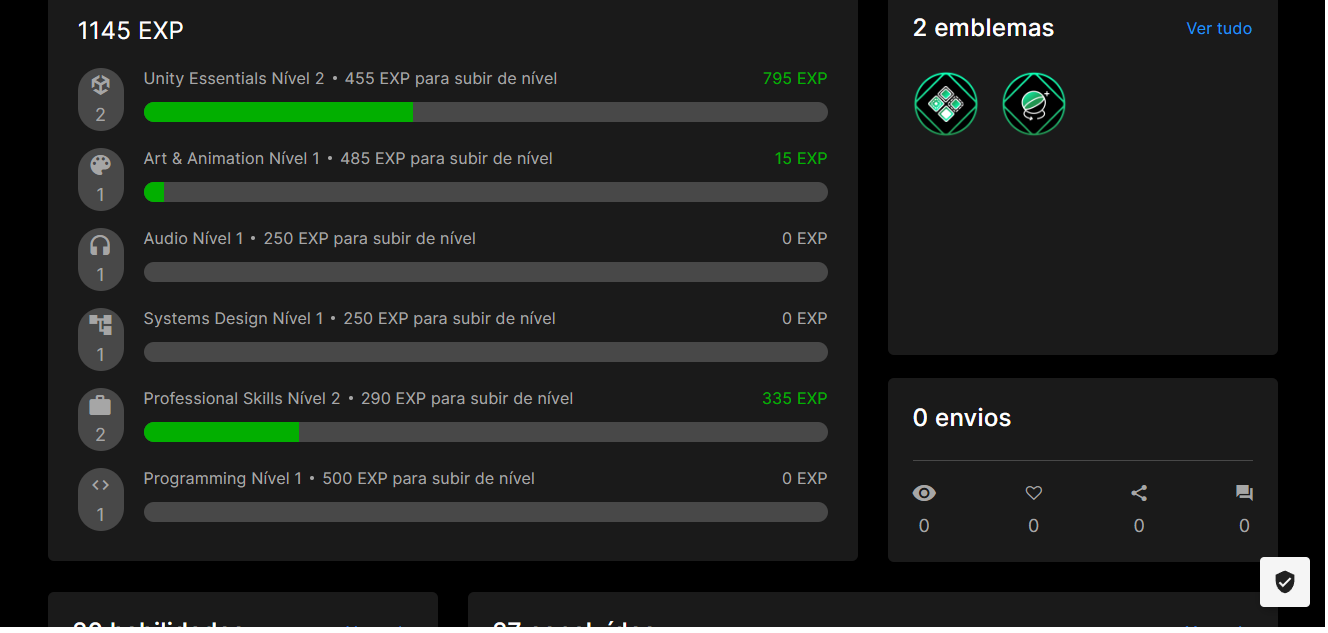 1145 EXP
2 emblemas
Ver tudo
Unity Essentials Nível 2 • 455 EXP para subir de nível
795 EXP
2
Art & Animation Nível 1 • 485 EXP para subir de nível
15 EXP
1
Audio Nível 1 • 250 EXP para subir de nível
0 EXP
1
Systems Design Nível 1 • 250 EXP para subir de nível
0 EXP
1
Professional Skills Nível 2 • 290 EXP para subir de nível
335 EXP
2
Programming Nível 1 • 500 EXP para subir de nível
0 EXP
1
0 envios
0 0 0 0